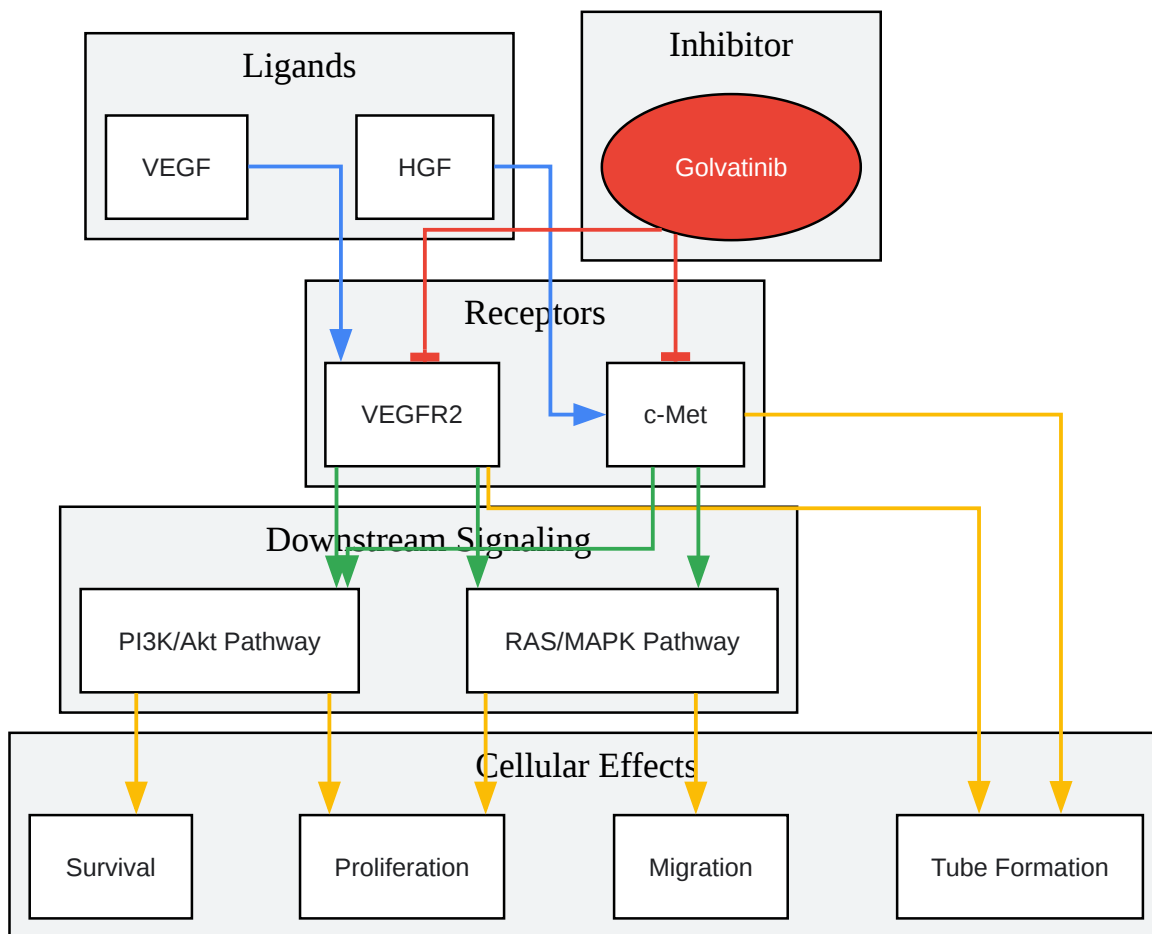 Ligands
Inhibitor
VEGF
HGF
Golvatinib
Receptors
VEGFR2
c-Met
Downstream Signaling
PI3K/Akt Pathway
RAS/MAPK Pathway
Cellular Effects
Survival
Proliferation
Migration
Tube Formation